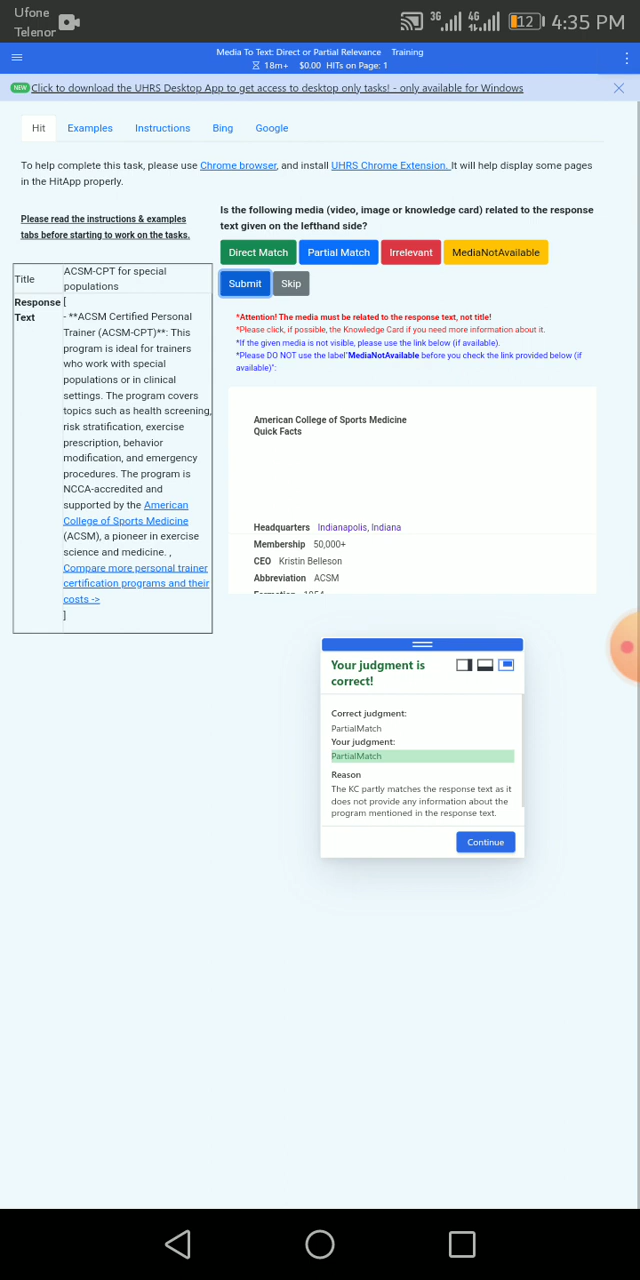 Ufone
Telenor
3G
4G
12
4:35 PM
Media To Text: Direct or Partial Relevance Training
18m+ $0.00 HITs on Page: 1
NEW Click to download the UHRS Desktop App to get access to desktop only tasks! - only available for Windows
Hit Examples Instructions Bing Google
To help complete this task, please use Chrome browser, and install UHRS Chrome Extension. It will help display some pages
in the HitApp properly.
Please read the instructions & examples
tabs before starting to work on the tasks.
Title
ACSM-CPT for special
populations
Response
Text
[
- **ACSM Certified Personal
Trainer (ACSM-CPT)**: This
program is ideal for trainers
who work with special
populations or in clinical
settings. The program covers
topics such as health screening,
risk stratification, exercise
prescription, behavior
modification, and emergency
procedures. The program is
NCCA-accredited and
supported by the American
College of Sports Medicine
(ACSM), a pioneer in exercise
science and medicine. ,
Compare more personal trainer
certification programs and their
costs ->
]
Is the following media (video, image or knowledge card) related to the response
text given on the lefthand side?
Direct Match Partial Match Irrelevant MediaNotAvailable
Submit Skip
*Attention! The media must be related to the response text, not title!
*Please click, if possible, the Knowledge Card if you need more information about it.
*If the given media is not visible, please use the link below (if available).
*Please DO NOT use the label"MediaNotAvailable before you check the link provided below (if
available)":
American College of Sports Medicine
Quick Facts
Headquarters Indianapolis, Indiana
Membership 50,000+
CEO Kristin Belleson
Abbreviation ACSM
Formation 1954
Your judgment is
correct!
Correct judgment:
PartialMatch
Your judgment:
PartialMatch
Reason
The KC partly matches the response text as it
does not provide any information about the
program mentioned in the response text.
Continue